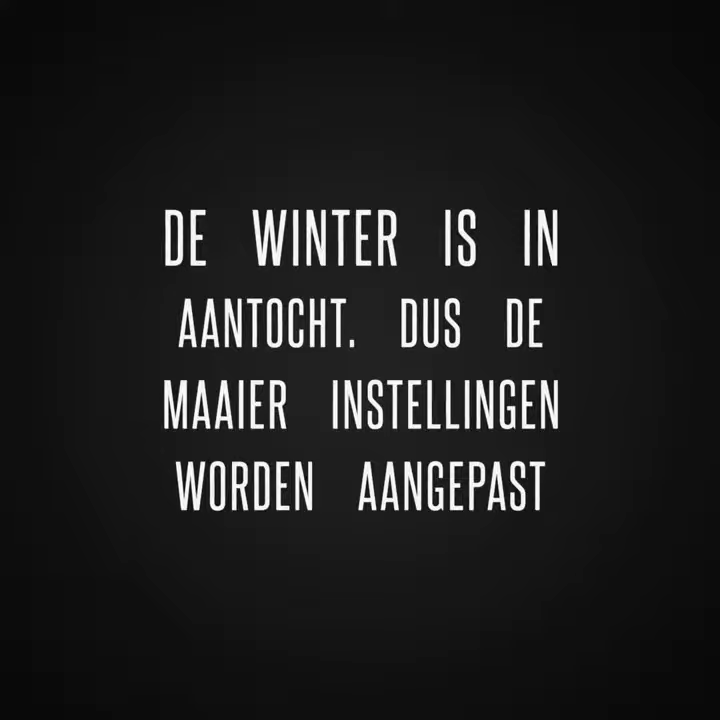 DE WINTER IS IN
AANTOCHT. DUS DE
MAAIER INSTELLINGEN
WORDEN AANGEPAST